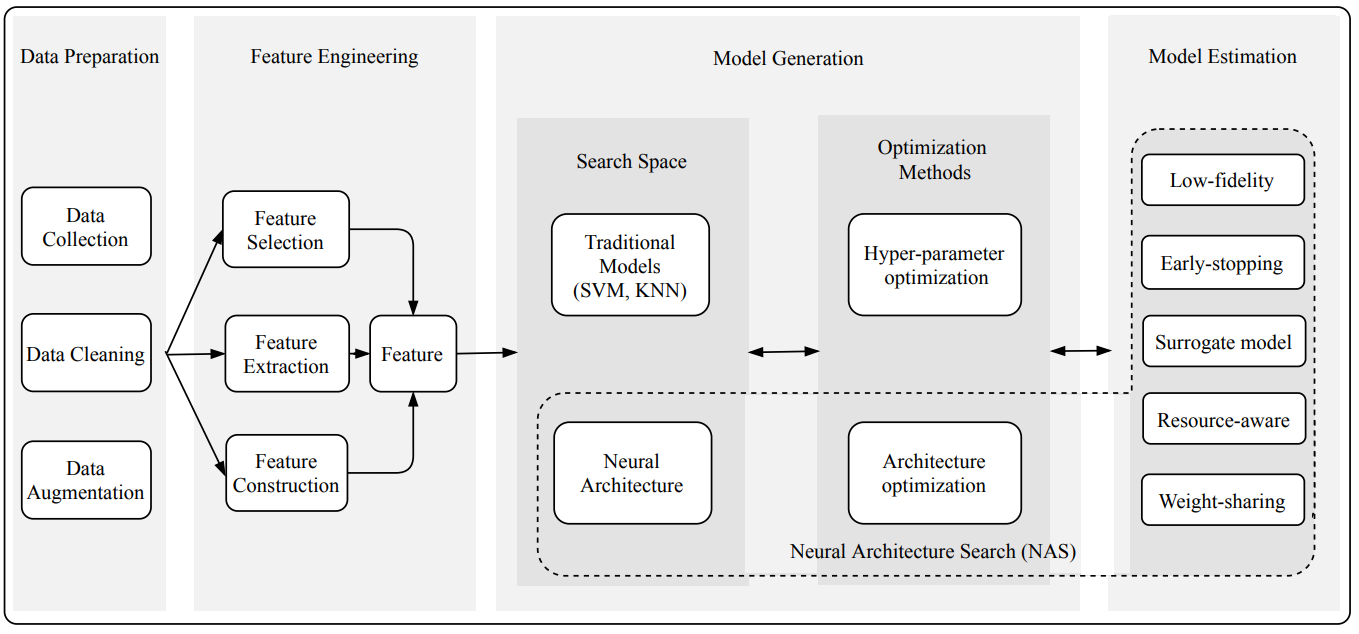 Data Preparation
Data
Collection
Data Cleaning
Data
Augmentation
Feature Engineering
Feature
Selection
Feature
Extraction
Feature
Construction
Feature
Model Generation
Search Space
Traditional
Models
(SVM, KNN)
Neural
Architecture
Optimization
Methods
Hyper-parameter
optimization
Architecture
optimization
Neural Architecture Search (NAS)
Model Estimation
Low-fidelity
Early-stopping
Surrogate model
Resource-aware
Weight-sharing